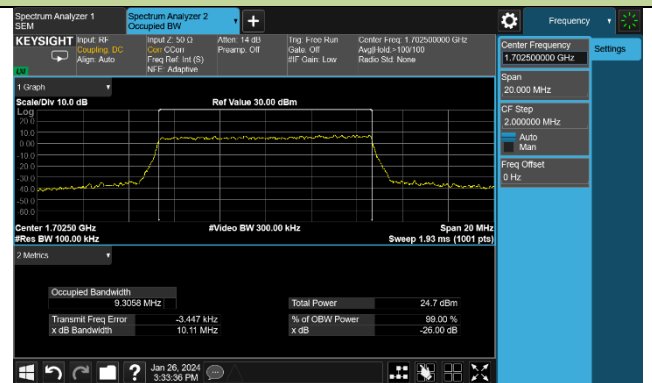 Spectrum Analyzer 1
SEM
Spectrum Analyzer 2
Occupied BW
Frequency
KEYSIGHT
Input: RF
Coupling: DC
Align: Auto
Input Z: 50 Ω
Corr CCorr
Freq Ref: Int (S)
NFE: Adaptive
Atten: 14 dB
Preamp: Off
Trig: Free Run
Gate: Off
#IF Gain: Low
Center Freq: 1.702500000 GHz
Avg|Hold:>100/100
Radio Std: None
Center Frequency
1.702500000 GHz
Settings
Span
20.000 MHz
CF Step
2.000000 MHz
Auto
Man
Freq Offset
0 Hz
1 Graph
Scale/Div 10.0 dB
Ref Value 30.00 dBm
Log
20.0
10.0
0.00
-10.0
-20.0
-30.0
-40.0
-50.0
-60.0
Center 1.70250 GHz
#Video BW 300.00 kHz
Span 20 MHz
#Res BW 100.00 kHz
Sweep 1.93 ms (1001 pts)
2 Metrics
Occupied Bandwidth
9.3058 MHz
Total Power
24.7 dBm
Transmit Freq Error
-3.447 kHz
% of OBW Power
99.00 %
x dB Bandwidth
10.11 MHz
x dB
-26.00 dB
Jan 26, 2024
3:33:36 PM